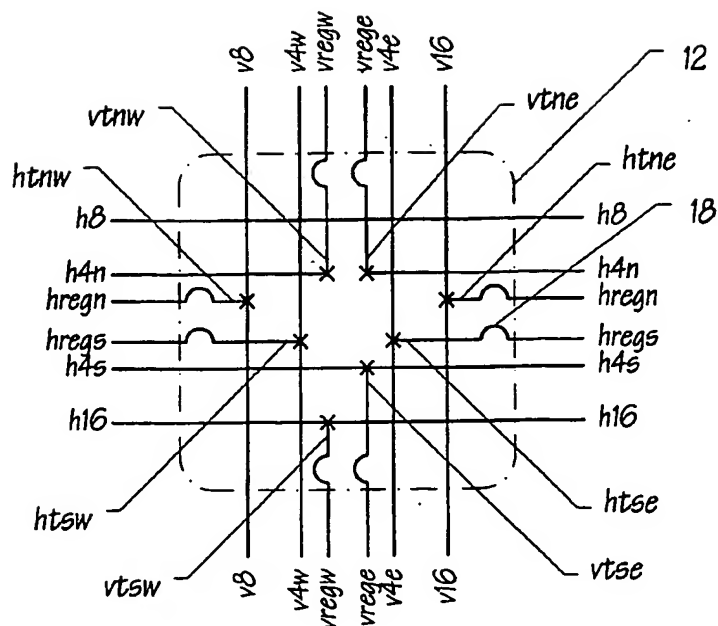 v8 v4w vregw vrege v4e v16
12
vtnw vtne
htnw htne
h8 h8
18
h4n h4n
hregn hregn
hregs hregs
h4s h4s
h16 h16
htsw htse
vtsw vtse
v8 v4w vregw vrege v4e v16